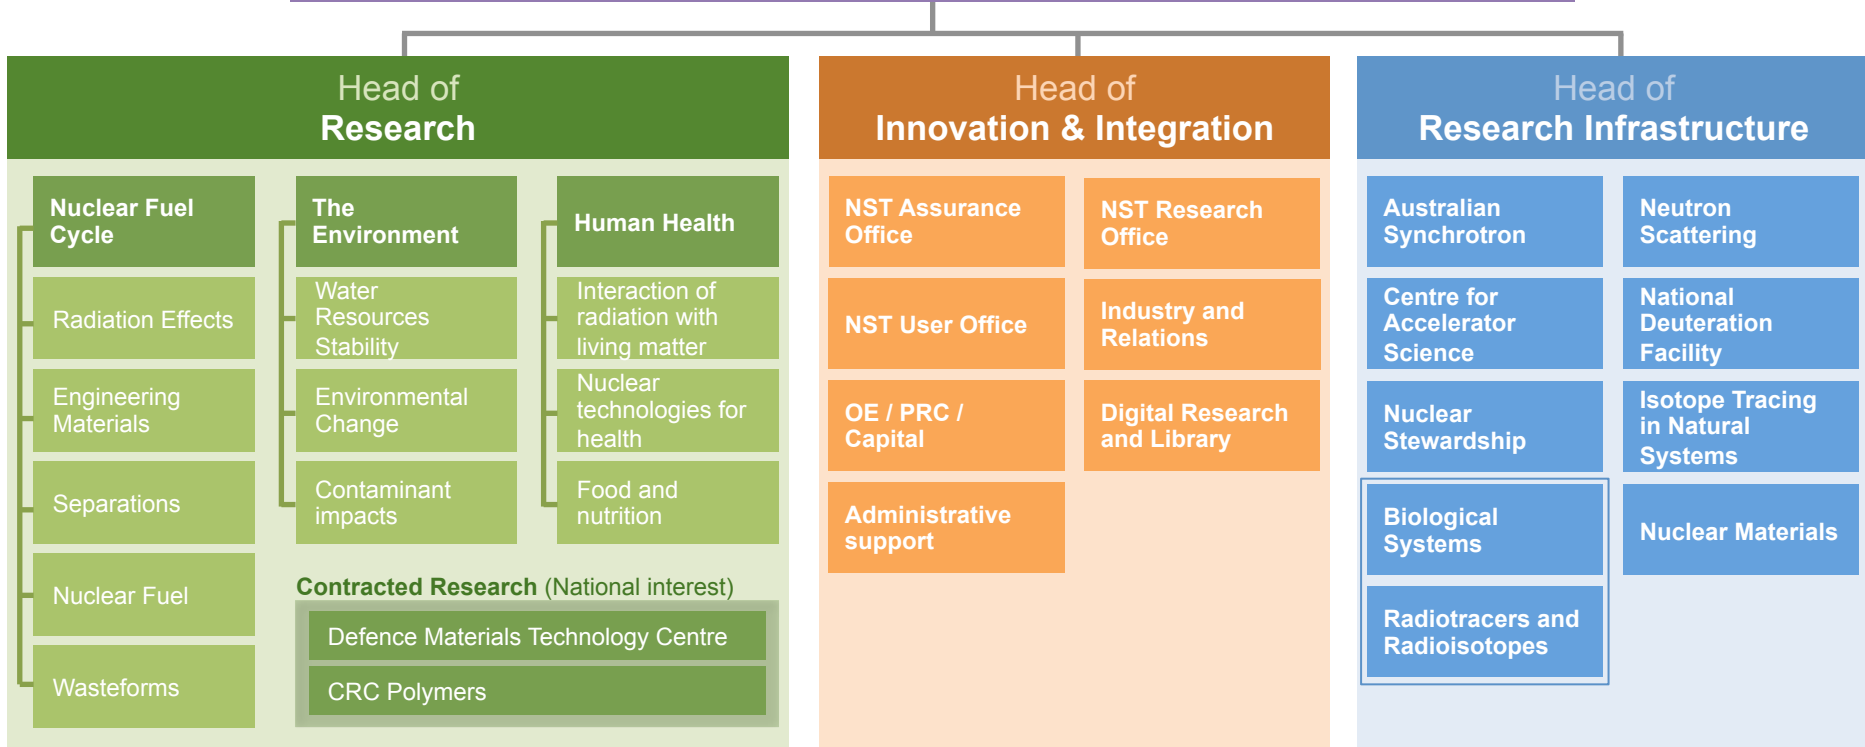 Head of
Research
Nuclear Fuel
Cycle
Radiation Effects
Engineering
Materials
Separations
Nuclear Fuel
Wasteforms
The
Environment
Water
Resources
Stability
Environmental
Change
Contaminant
impacts
Human Health
Interaction of
radiation with
living matter
Nuclear
technologies for
health
Food and
nutrition
Contracted Research (National interest)
Defence Materials Technology Centre
CRC Polymers
Head of
Innovation & Integration
NST Assurance
Office
NST User Office
OE / PRC /
Capital
Administrative
support
NST Research
Office
Industry and
Relations
Digital Research
and Library
Head of
Research Infrastructure
Australian
Synchrotron
Centre for
Accelerator
Science
Nuclear
Stewardship
Biological
Systems
Radiotracers and
Radioisotopes
Neutron
Scattering
National
Deuteration
Facility
Isotope Tracing
in Natural
Systems
Nuclear Materials